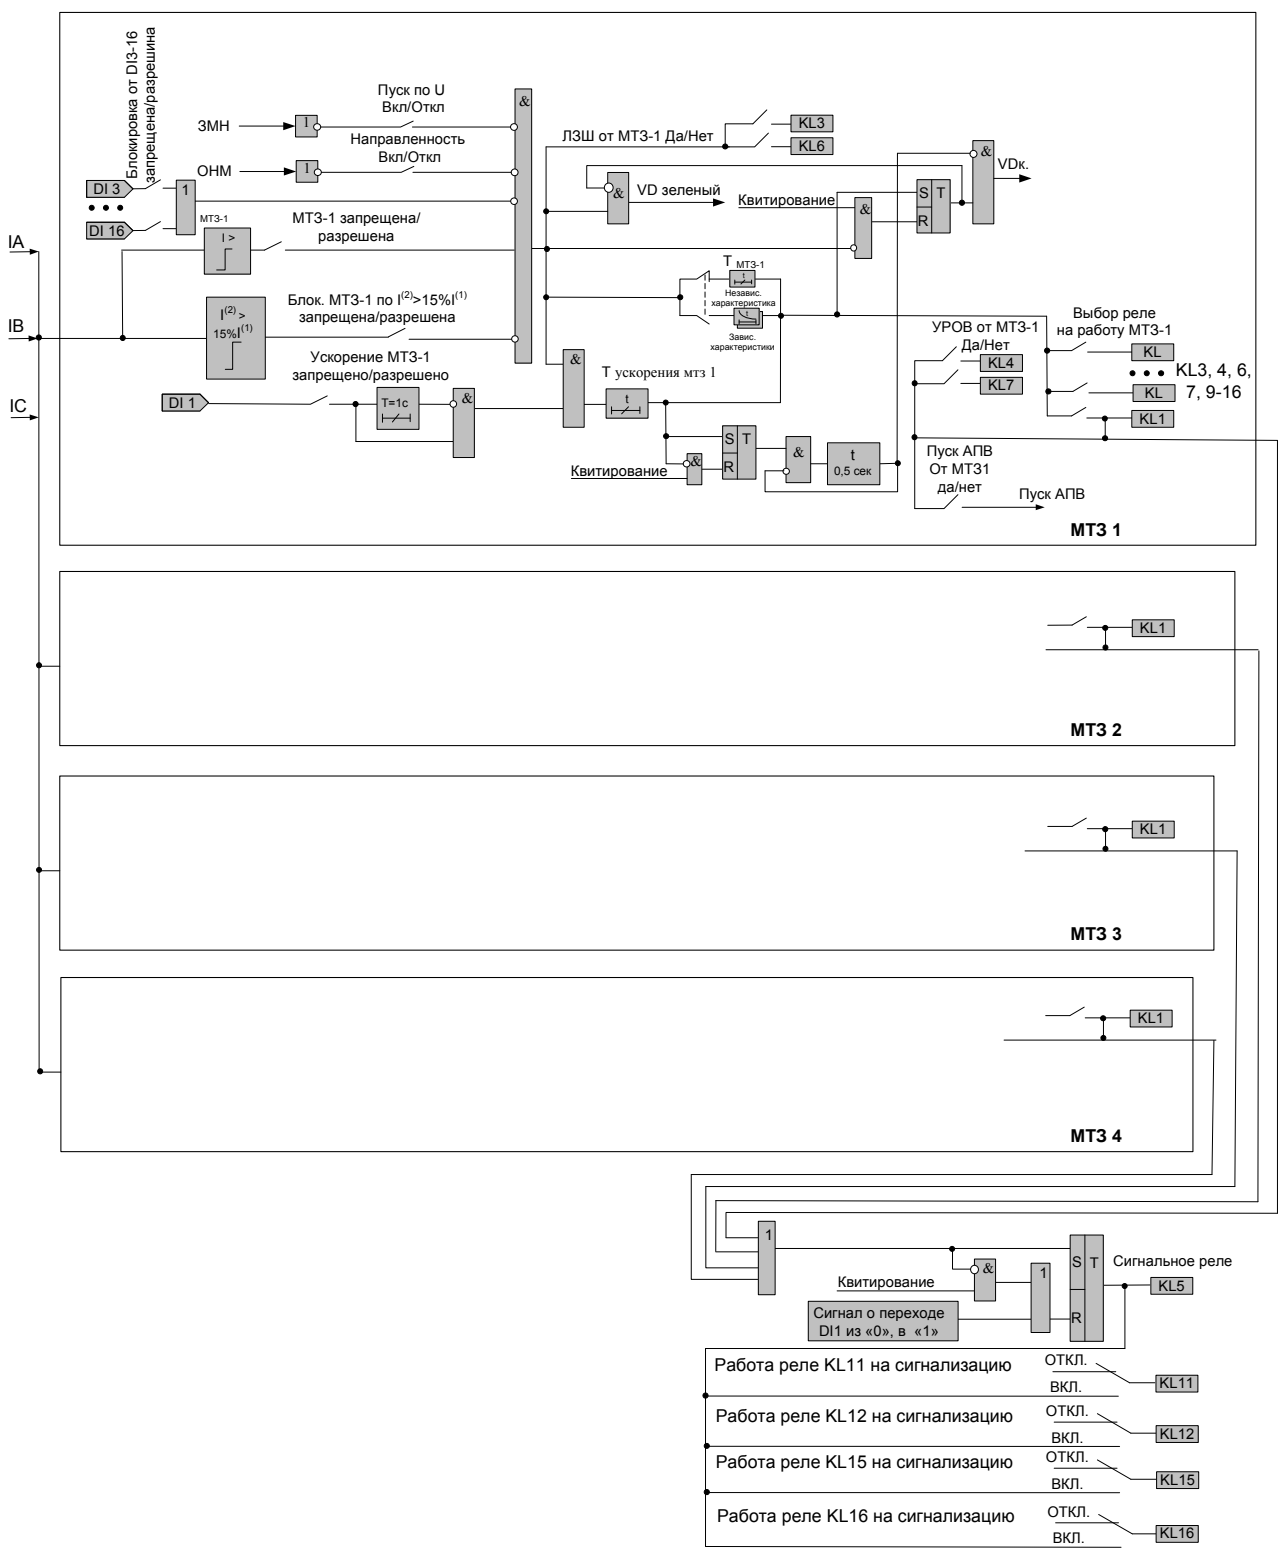 Блокировка от DI3-16
запрещена/разрешина
Пуск по U
Вкл/Откл
ЗМН
1
Направленность
Вкл/Откл
ОНМ
1
DI 3
• • •
DI 16
1
МТЗ-1
I >
МТЗ-1 запрещена/
разрешена
IA
IB
IC
I(2) >
15%I(1)
Блок. МТЗ-1 по I(2)>15%I(1)
запрещена/разрешена
Ускорение МТЗ-1
запрещено/разрешено
DI 1
T=1c
&
&
ЛЗШ от МТЗ-1 Да/Нет
KL3
KL6
&
VD зеленый
Квитирование
&
S T
R
&
VDк.
T МТЗ-1
t
Независ.
характеристика
t
Завис.
характеристики
&
Т ускорения мтз 1
t
Квитирование
&
S T
R
&
t
0,5 сек
УРОВ от МТЗ-1
Да/Нет
KL4
KL7
Выбор реле
на работу МТЗ-1
KL
• • • KL3, 4, 6,
KL 7, 9-16
KL1
Пуск АПВ
От МТЗ1
да/нет
Пуск АПВ
МТЗ 1
KL1
МТЗ 2
KL1
МТЗ 3
KL1
МТЗ 4
1
Квитирование
&
1
Сигнал о переходе
DI1 из «0», в «1»
S T
R
Сигнальное реле
KL5
Работа реле KL11 на сигнализацию
ОТКЛ.
ВКЛ.
KL11
Работа реле KL12 на сигнализацию
ОТКЛ.
ВКЛ.
KL12
Работа реле KL15 на сигнализацию
ОТКЛ.
ВКЛ.
KL15
Работа реле KL16 на сигнализацию
ОТКЛ.
ВКЛ.
KL16